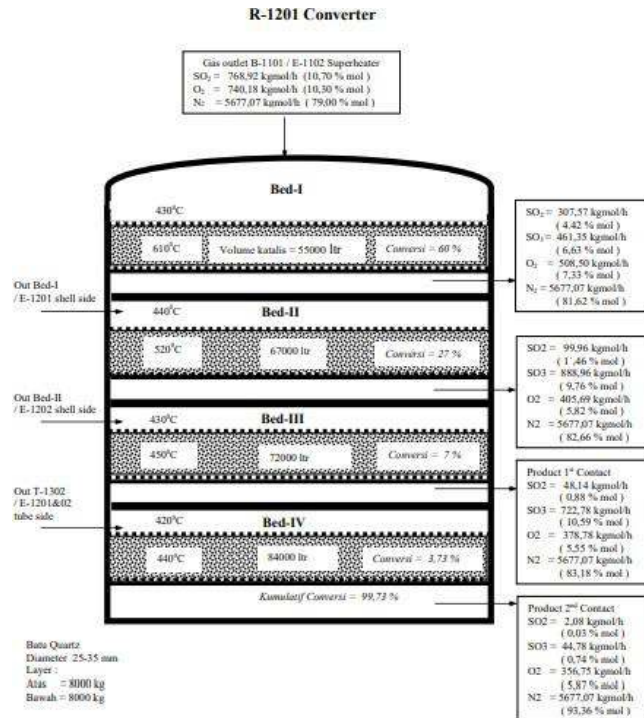 R-1201 Converter
Gas outlet B-1101 / E-1102 Superheater
SO₂ = 768,92 kgmol/h (10,70 % mol )
O₂ = 740,18 kgmol/h (10,30 % mol )
N₂ = 5677,07 kgmol/h ( 79,00 % mol )
Bed-I
430⁰C
610⁰C
Volume katalis = 55000 ltr
Conversi = 60 %
SO₂ = 307,57 kgmol/h
( 4.42 % mol )
SO₃ = 461,35 kgmol/h
( 6,63 % mol )
O₂ = 508,50 kgmol/h
( 7,33 % mol )
N₂ = 5677,07 kgmol/h
( 81,62 % mol )
Out Bed-I
/ E-1201 shell side
440⁰C
Bed-II
520⁰C
67000 ltr
Conversi = 27 %
SO2 = 99,96 kgmol/h
( 1`,46 % mol )
SO3 = 888,96 kgmol/h
( 9,76 % mol )
O2 = 405,69 kgmol/h
( 5,82 % mol )
N2 = 5677,07 kgmol/h
( 82,66 % mol )
Out Bed-II
/ E-1202 shell side
430⁰C
Bed-III
450⁰C
72000 ltr
Conversi = 7 %
Product 1ˢᵗ Contact
SO2 = 48,14 kgmol/h
( 0,88 % mol )
SO3 = 722,78 kgmol/h
( 10,59 % mol )
O2 = 378,78 kgmol/h
( 5,55 % mol )
N2 = 5677,07 kgmol/h
( 83,18 % mol )
Out T-1302
/ E-1201&02
tube side
420⁰C
Bed-IV
440⁰C
84000 ltr
Conversi = 3,73 %
Kumulatif Conversi = 99,73 %
Product 2ⁿᵈ Contact
SO2 = 2,08 kgmol/h
( 0,03 % mol )
SO3 = 44,78 kgmol/h
( 0,74 % mol )
O2 = 356,75 kgmol/h
( 5,87 % mol )
N2 = 5677,07 kgmol/h
( 93,36 % mol )
Batu Quartz
Diameter 25-35 mm
Layer :
Atas = 8000 kg
Bawah = 8000 kg